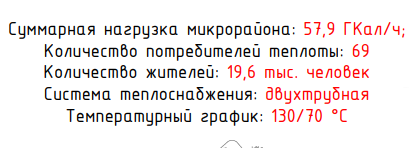 Суммарная нагрузка микрорайона: 57,9 ГКал/ч;
Количество потребителей теплоты: 69
Количество жителей: 19,6 тыс. человек
Система теплоснабжения: двухтрубная
Температурный график: 130/70 °С